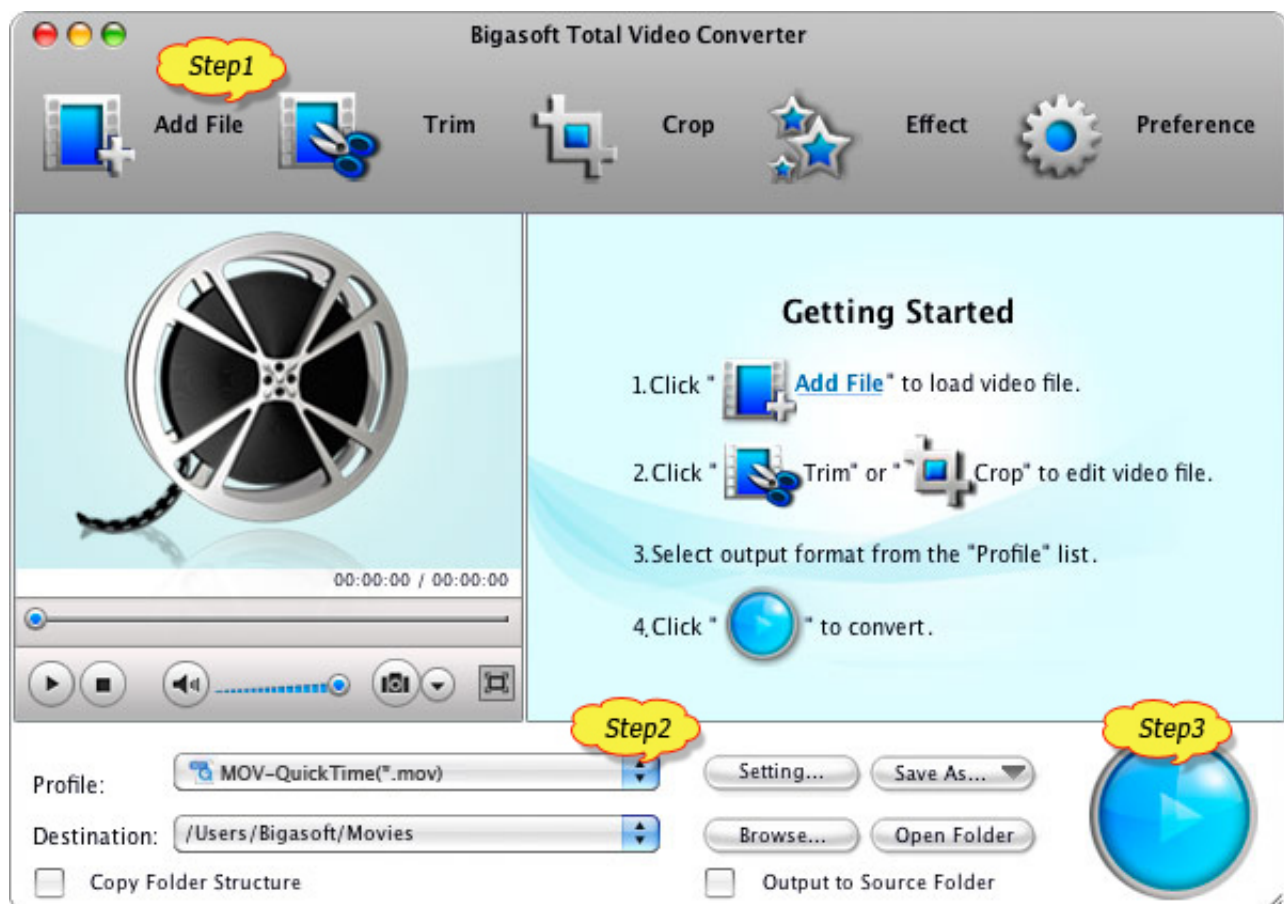 Bigasoft Total Video Converter
Step1
Add File
Trim
Crop
Effect
Preference
Getting Started
1.Click " Add File" to load video file.
2.Click " Trim" or " Crop" to edit video file.
3.Select output format from the "Profile" list.
4.Click " " to convert.
00:00:00 / 00:00:00
Step2
Step3
Profile:
MOV-QuickTime(*.mov)
Setting...
Save As...
Destination:
/Users/Bigasoft/Movies
Browse...
Open Folder
Copy Folder Structure
Output to Source Folder